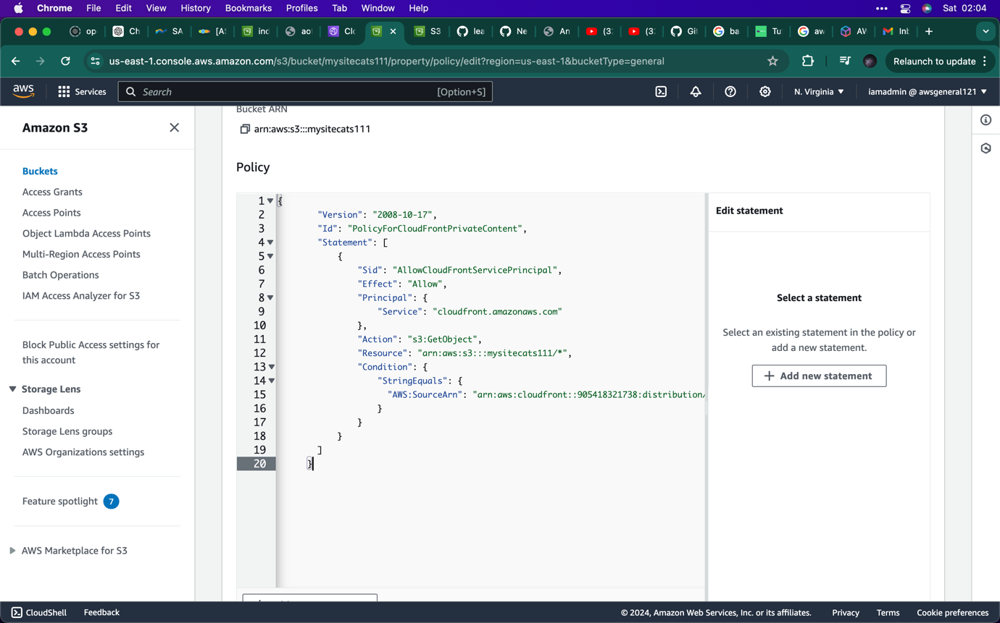 Chrome File Edit View History Bookmarks Profiles Tab Window Help Sat 02:04
op Ch SA [AS ind ao Clo S3 lea Ne An (3 (3 Git ba Tu aw AW Inb
us-east-1.console.aws.amazon.com/s3/bucket/mysitecats111/property/policy/edit?region=us-east-1&bucketType=general Relaunch to update
aws Services Search [Option+S] N. Virginia iamadmin @ awsgeneral121
Amazon S3
Buckets
Access Grants
Access Points
Object Lambda Access Points
Multi-Region Access Points
Batch Operations
IAM Access Analyzer for S3
Block Public Access settings for
this account
Storage Lens
Dashboards
Storage Lens groups
AWS Organizations settings
Feature spotlight 7
AWS Marketplace for S3
Bucket ARN
arn:aws:s3:::mysitecats111
Policy
1 {
2 "Version": "2008-10-17",
3 "Id": "PolicyForCloudFrontPrivateContent",
4 "Statement": [
5 {
6 "Sid": "AllowCloudFrontServicePrincipal",
7 "Effect": "Allow",
8 "Principal": {
9 "Service": "cloudfront.amazonaws.com"
10 },
11 "Action": "s3:GetObject",
12 "Resource": "arn:aws:s3:::mysitecats111/*",
13 "Condition": {
14 "StringEquals": {
15 "AWS:SourceArn": "arn:aws:cloudfront::905418321738:distribution/
16 }
17 }
18 }
19 ]
20 }
Edit statement
Select a statement
Select an existing statement in the policy or
add a new statement.
+ Add new statement
CloudShell Feedback © 2024, Amazon Web Services, Inc. or its affiliates. Privacy Terms Cookie preferences